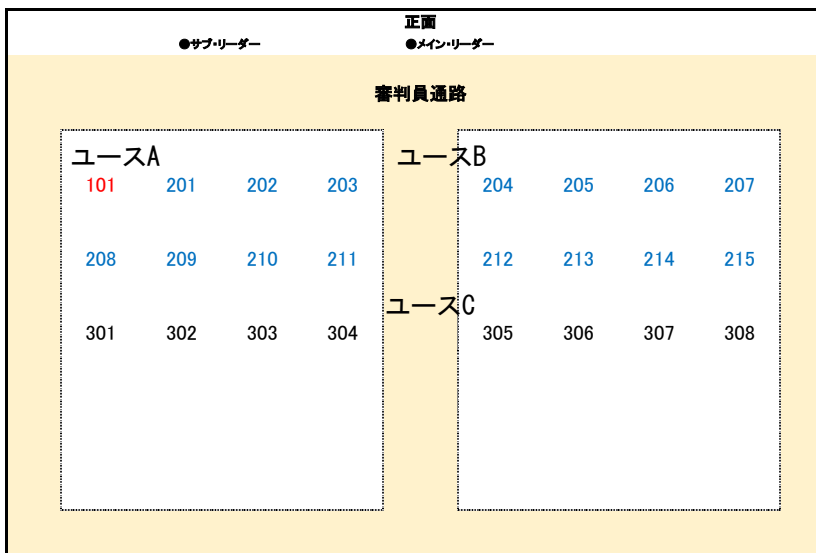 正面
●サブ・リーダー ●メイン・リーダー
審判員通路
ユースA ユースB
101 201 202 203 204 205 206 207
208 209 210 211 212 213 214 215
ユースC
301 302 303 304 305 306 307 308